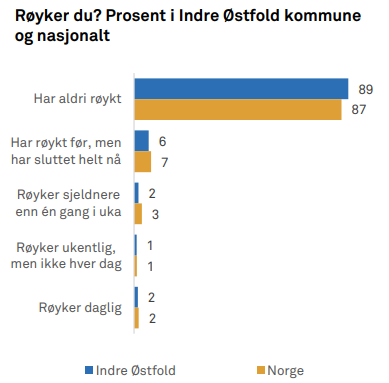 Røyker du? Prosent i Indre Østfold kommune
og nasjonalt
Har aldri røykt
89
87
Har røykt før, men
har sluttet helt nå
6
7
Røyker sjeldnere
enn én gang i uka
2
3
Røyker ukentlig,
men ikke hver dag
1
1
Røyker daglig
2
2
Indre Østfold
Norge